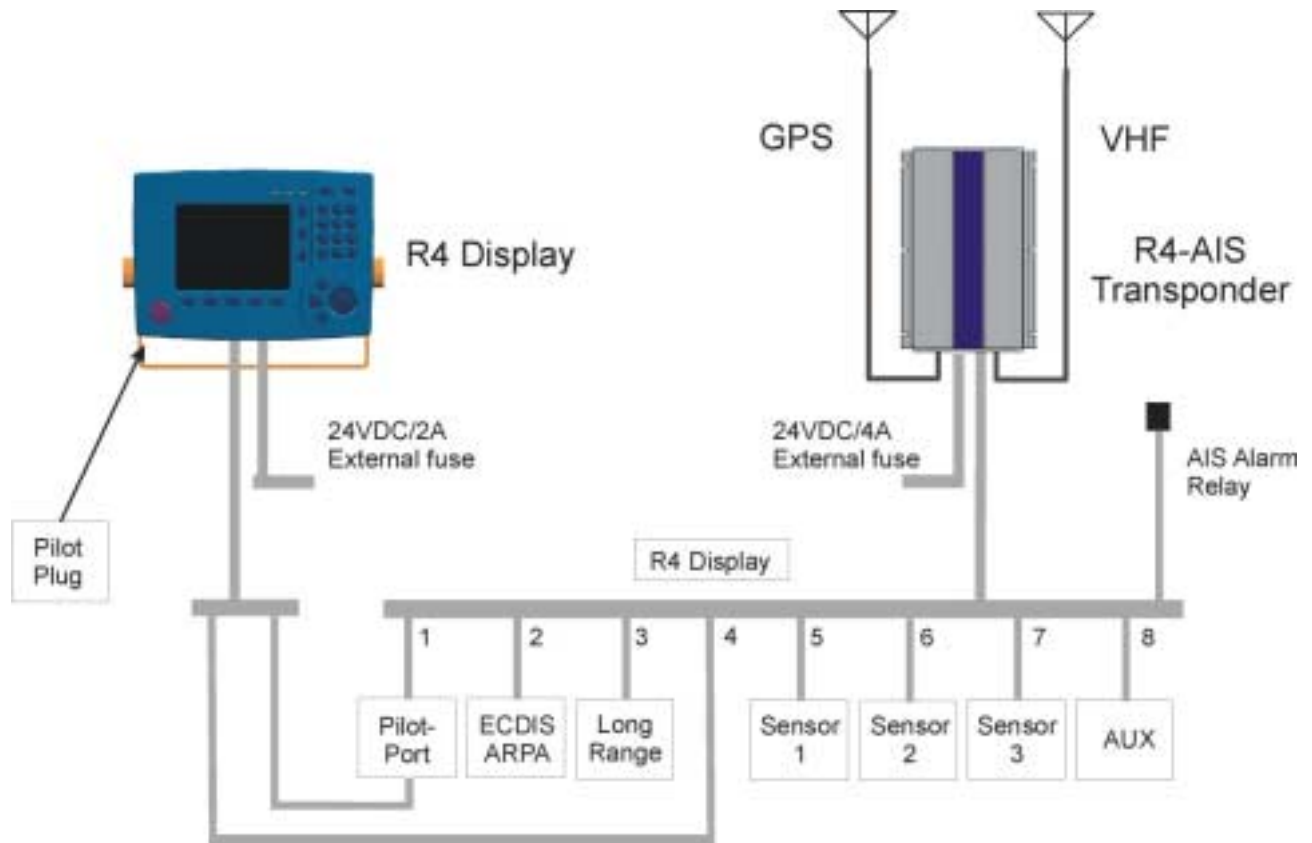 GPS
VHF
R4 Display
R4-AIS
Transponder
24VDC/2A
External fuse
24VDC/4A
External fuse
AIS Alarm
Relay
Pilot
Plug
R4 Display
1
2
3
4
5
6
7
8
Pilot-
Port
ECDIS
ARPA
Long
Range
Sensor
1
Sensor
2
Sensor
3
AUX